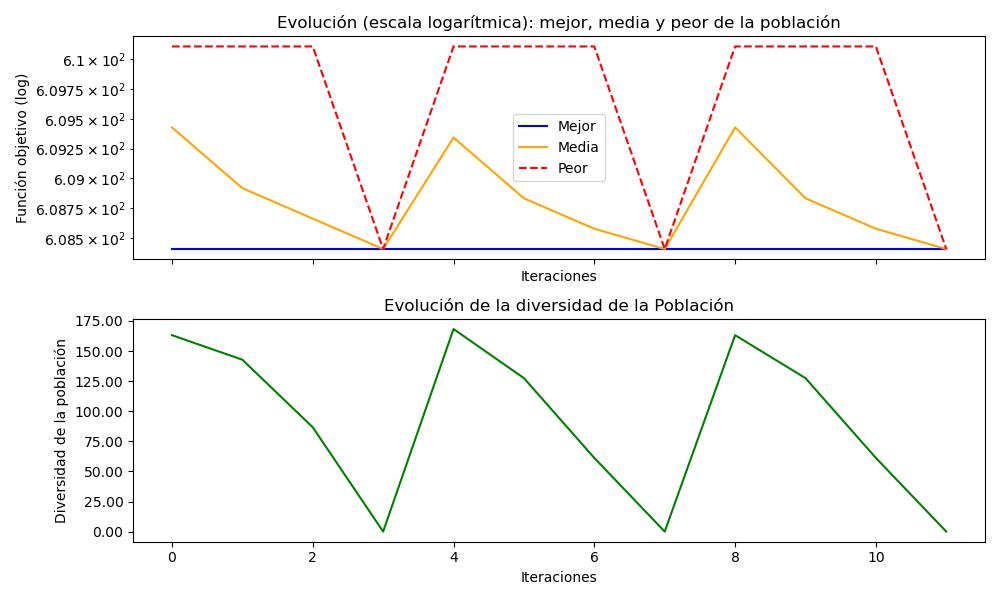 Evolución (escala logarítmica): mejor, media y peor de la población
Función objetivo (log)
6.1 × 10²
6.0975 × 10²
6.095 × 10²
6.0925 × 10²
6.09 × 10²
6.0875 × 10²
6.085 × 10²
Mejor
Media
Peor
Iteraciones
Evolución de la diversidad de la Población
Diversidad de la población
175.00
150.00
125.00
100.00
75.00
50.00
25.00
0.00
0 2 4 6 8 10
Iteraciones